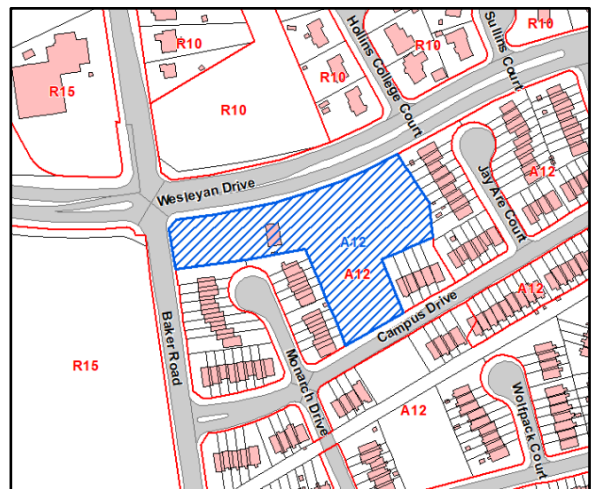 R10
R10
R10
R10
R15
R10
Hollins College Court
Sullins Court
Wesleyan Drive
Jay Are Court
A12
A12
A12
A12
Campus Drive
Baker Road
Monarch Drive
R15
A12
Wolfpack Court